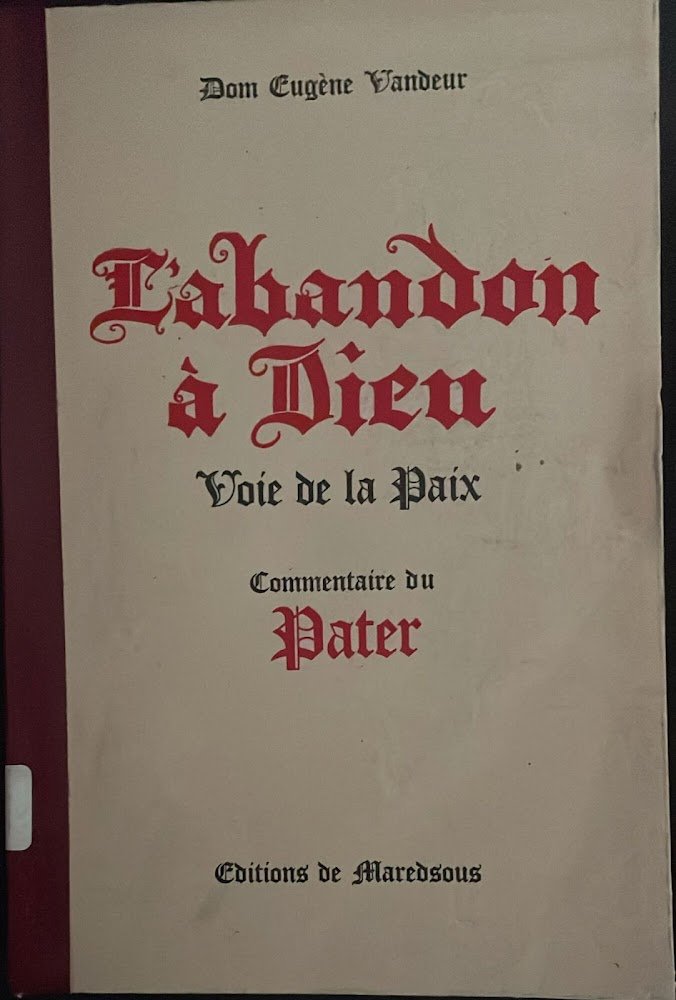 Dom Eugène Vandeur
L'abandon
à Dieu
Voie de la Paix
Commentaire du
Pater
Editions de Maredsous